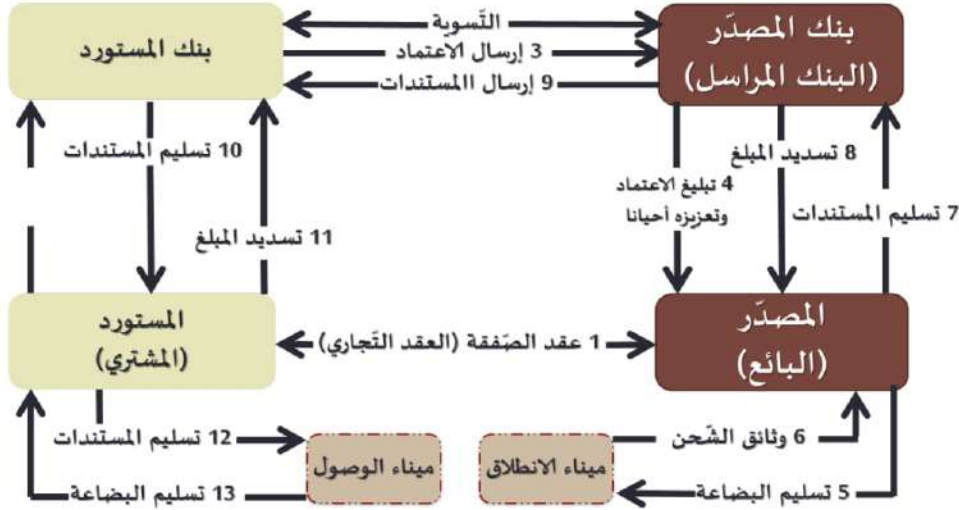 بنك المصدّر
(البنك المراسل)
التّسوية
3 إرسال الاعتماد
9 إرسال االمستندات
بنك المستورد
8 تسديد المبلغ
4 تبليغ الاعتماد
وتعزيزه أحيانا
7 تسليم المستندات
10 تسليم المستندات
11 تسديد المبلغ
المصدّر
(البائع)
1 عقد الصّفقة (العقد التّجاري)
المستورد
(المشتري)
6 وثائق الشّحن
ميناء الانطلاق
5 تسليم البضاعة
12 تسليم المستندات
ميناء الوصول
13 تسليم البضاعة